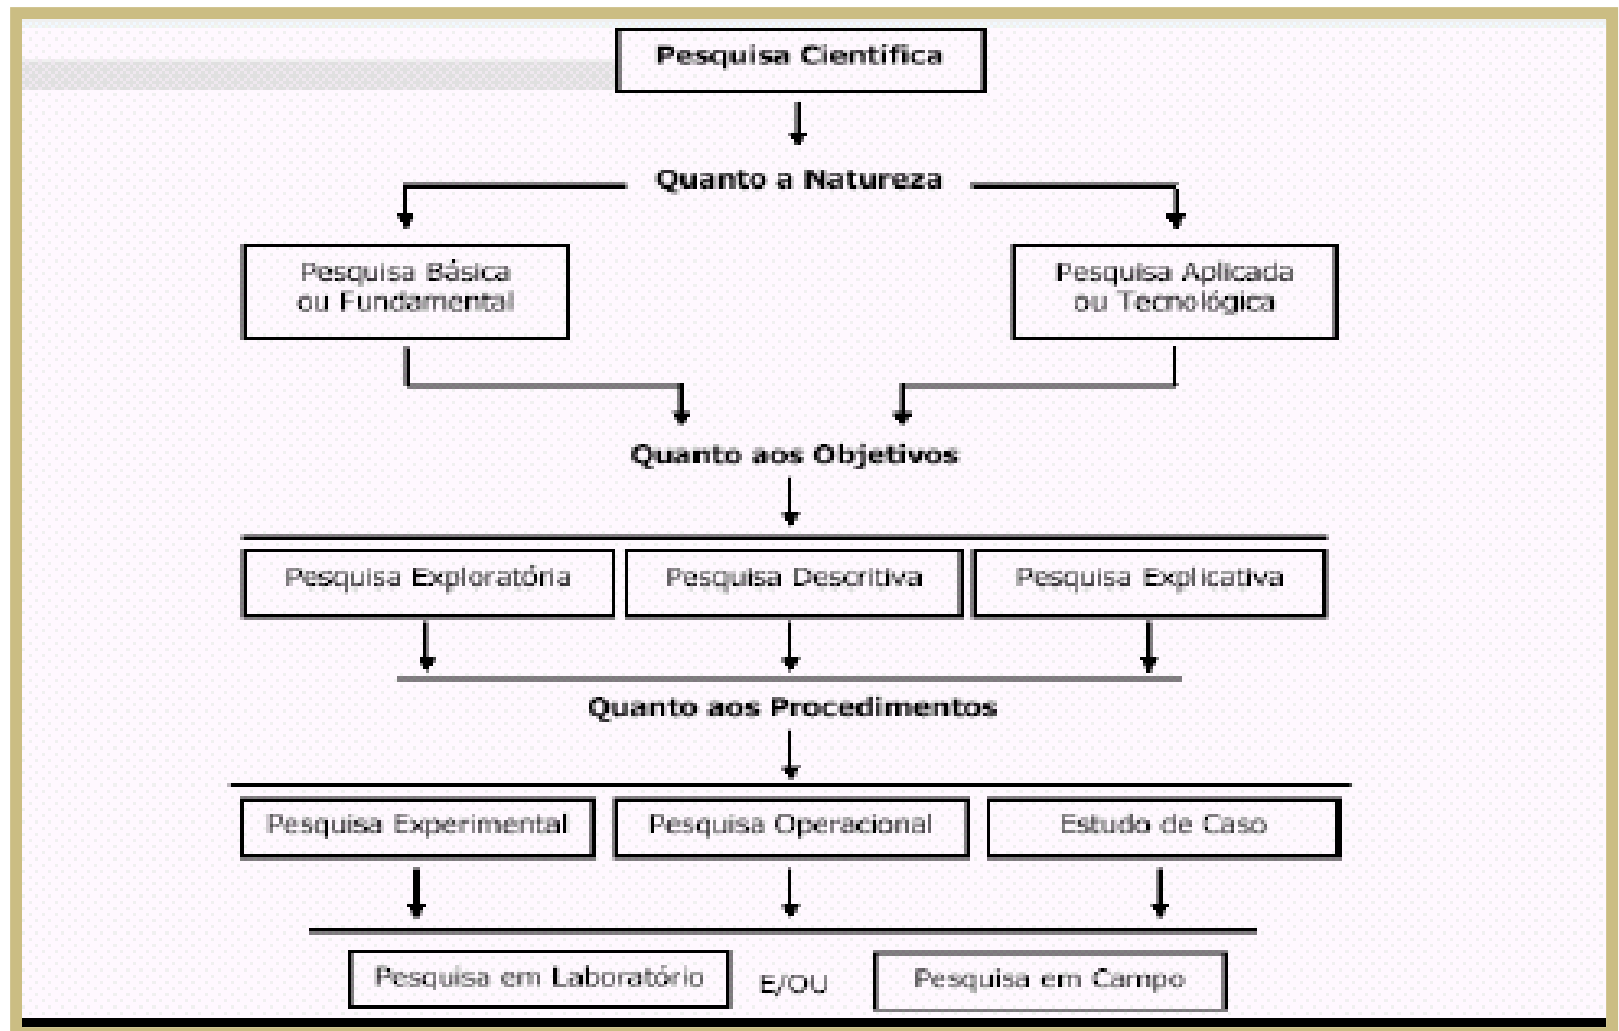 Pesquisa Científica
Quanto a Natureza
Pesquisa Básica
ou Fundamental
Pesquisa Aplicada
ou Tecnológica
Quanto aos Objetivos
Pesquisa Exploratória
Pesquisa Descritiva
Pesquisa Explicativa
Quanto aos Procedimentos
Pesquisa Experimental
Pesquisa Operacional
Estudo de Caso
Pesquisa em Laboratório
E/OU
Pesquisa em Campo